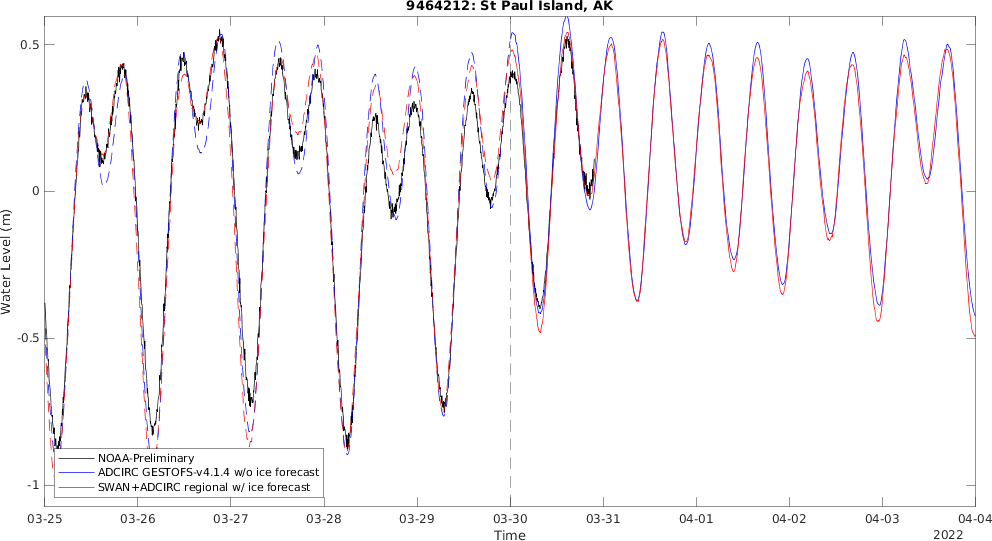 9464212: St Paul Island, AK
0.5
0
-0.5
-1
Water Level (m)
NOAA-Preliminary
ADCIRC GESTOFS-v4.1.4 w/o ice forecast
SWAN+ADCIRC regional w/ ice forecast
03-25 03-26 03-27 03-28 03-29 03-30 03-31 04-01 04-02 04-03 04-04
Time
2022